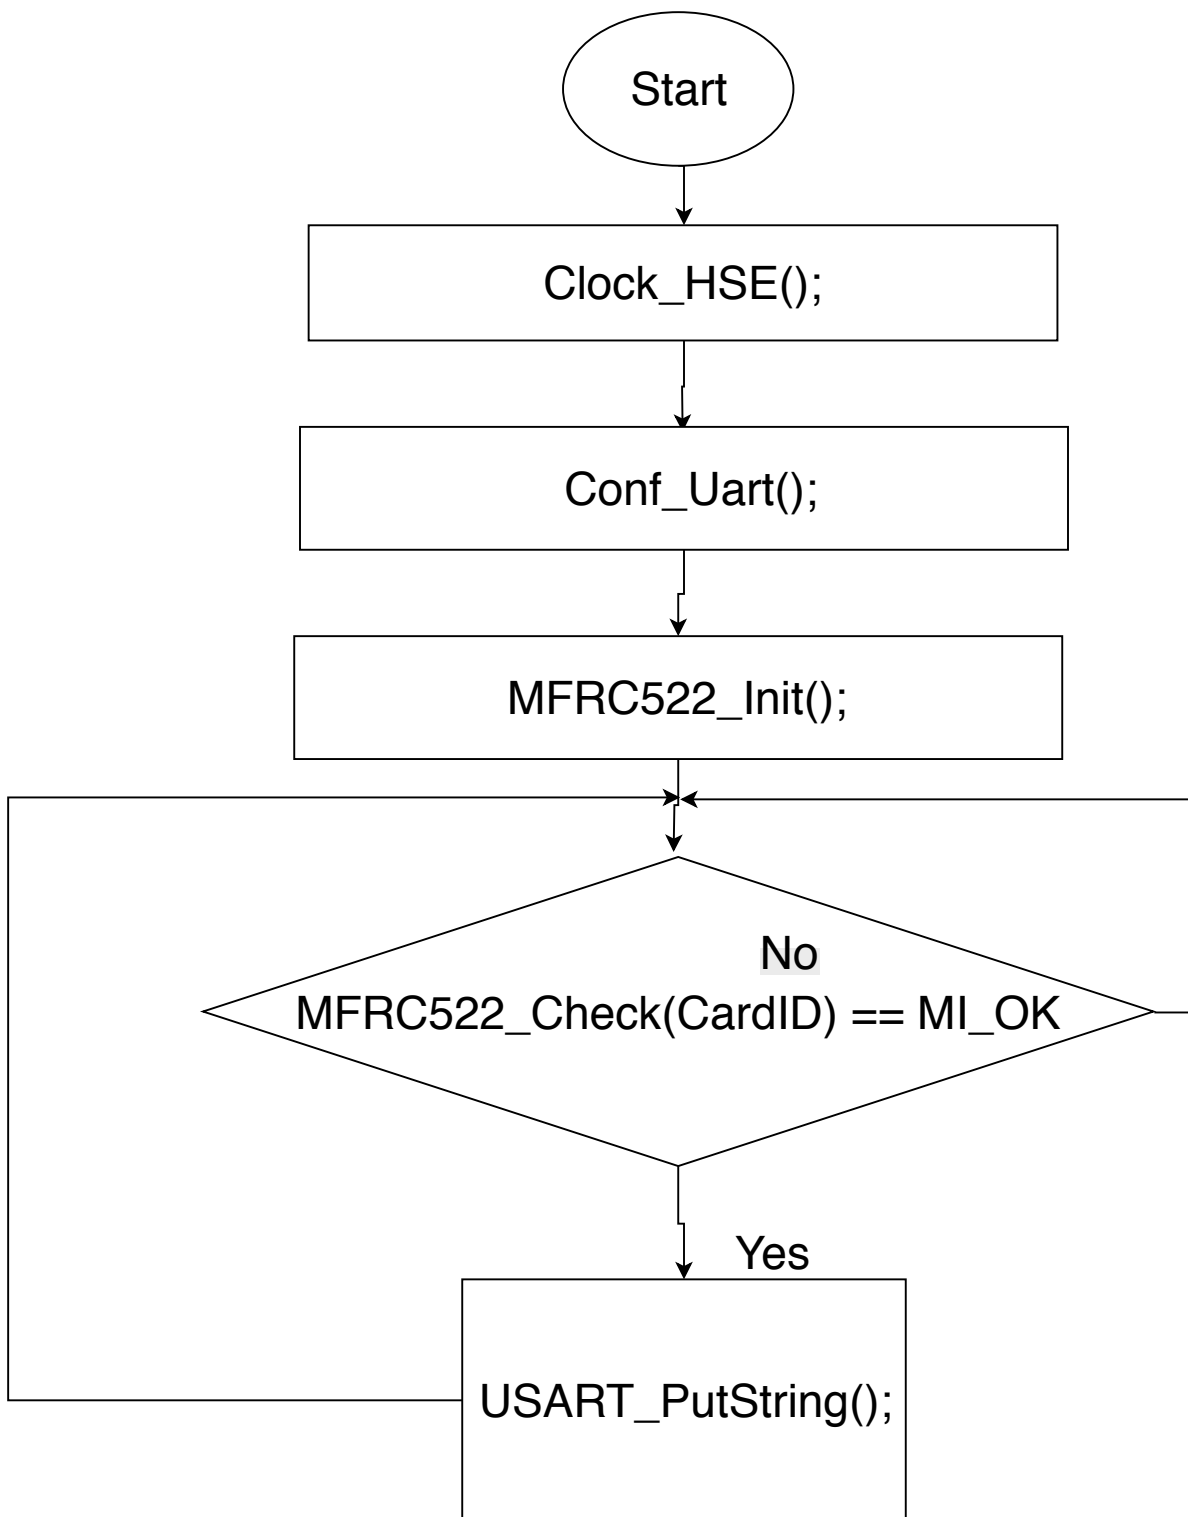 Start
Clock_HSE();
Conf_Uart();
MFRC522_Init();
No
MFRC522_Check(CardID) == MI_OK
Yes
USART_PutString();